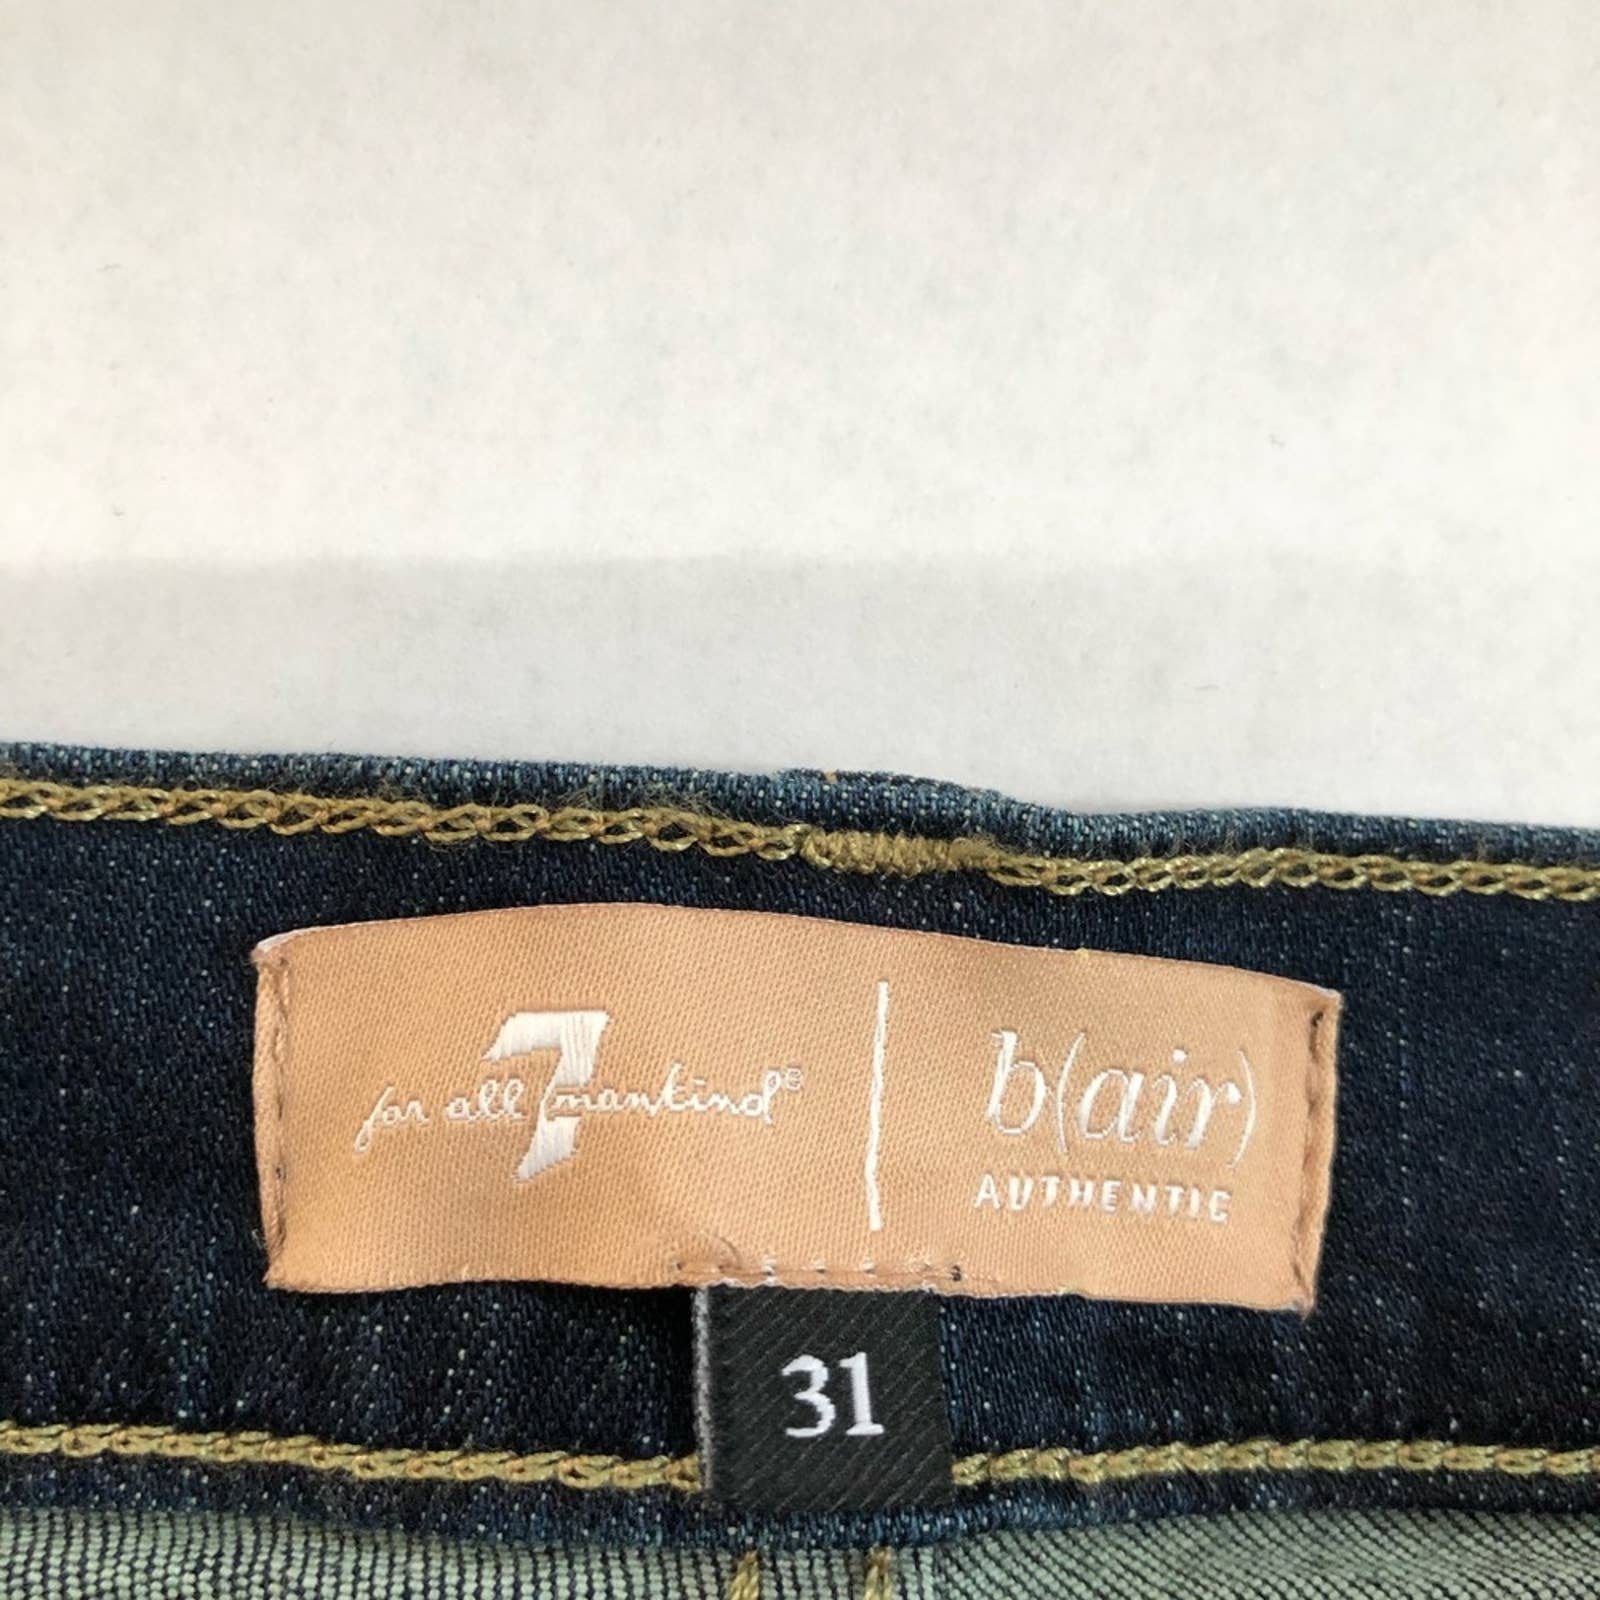 for all 7 mankind®
b(air)
AUTHENTIC
31